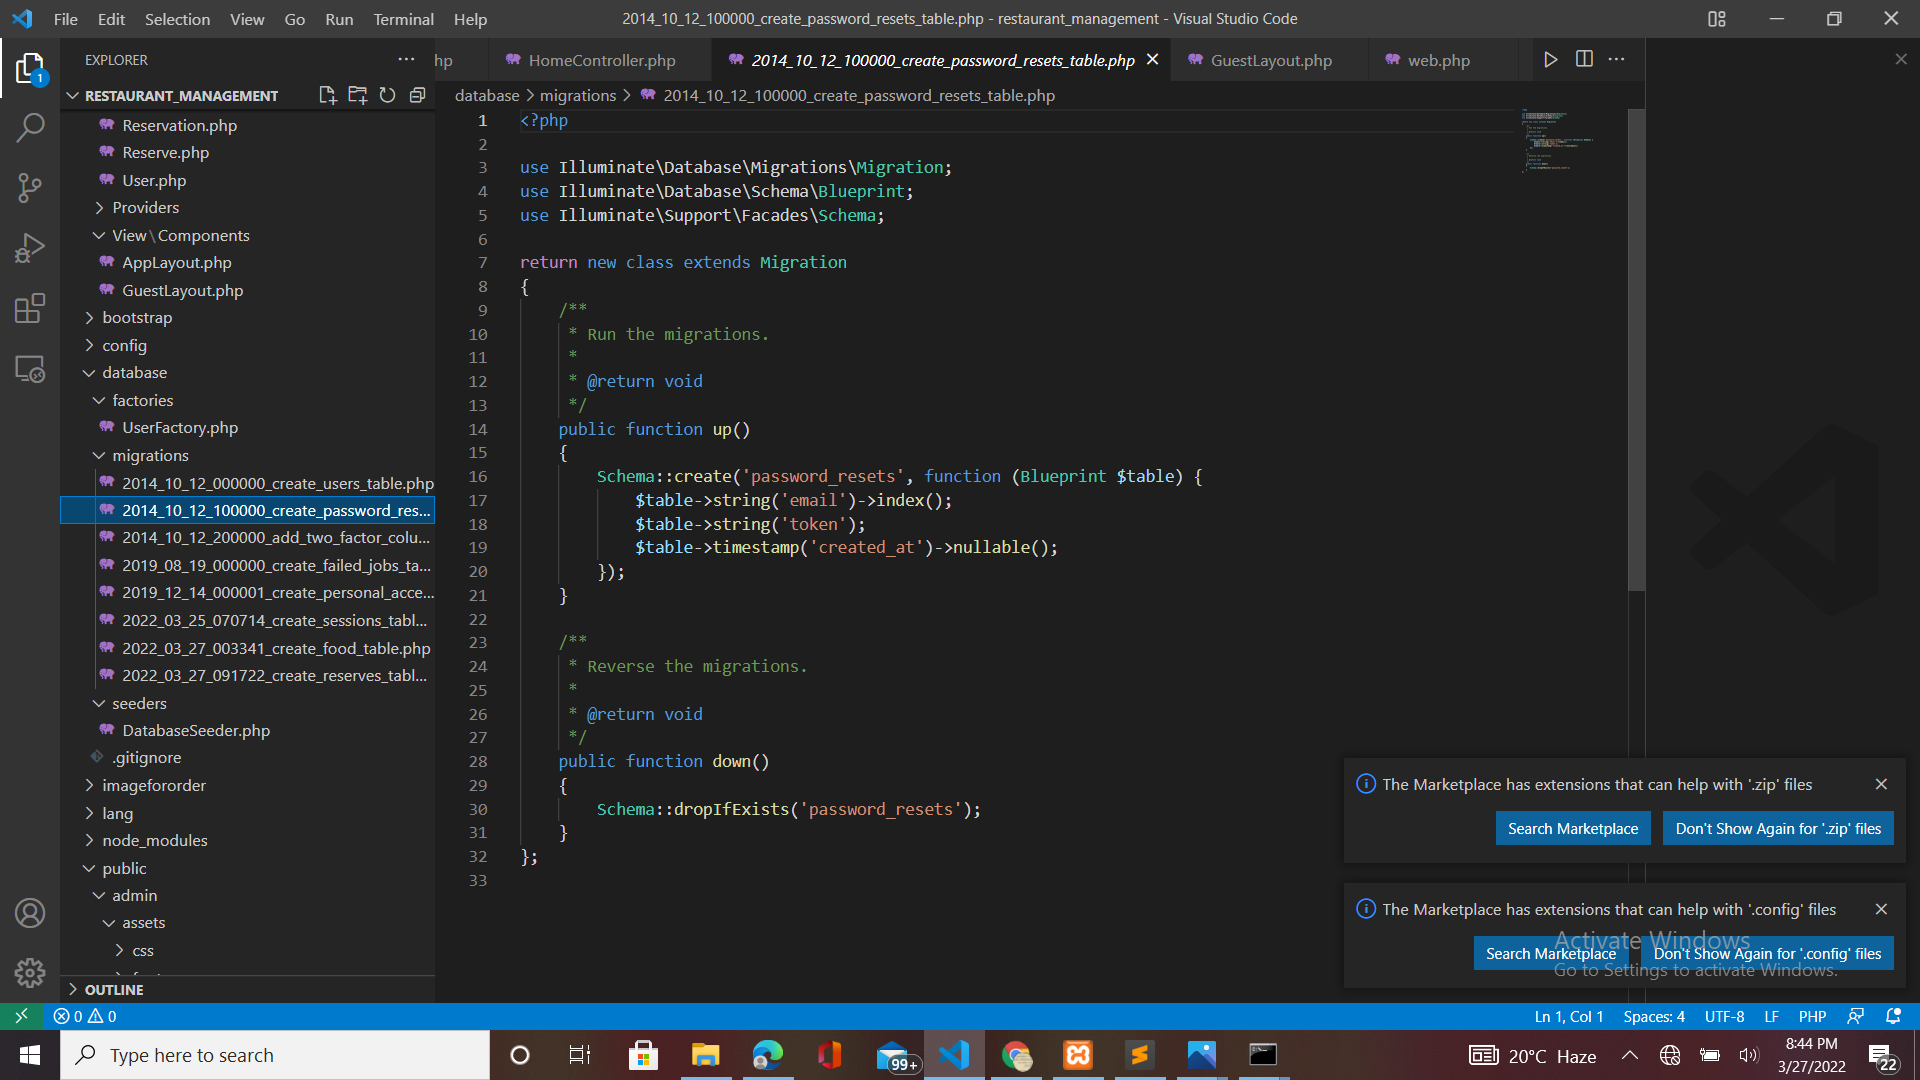 File Edit Selection View Go Run Terminal Help
2014_10_12_100000_create_password_resets_table.php - restaurant_management - Visual Studio Code
EXPLORER
hp
HomeController.php
2014_10_12_100000_create_password_resets_table.php
GuestLayout.php
web.php
1
RESTAURANT_MANAGEMENT
database > migrations > 2014_10_12_100000_create_password_resets_table.php
Reservation.php
Reserve.php
User.php
Providers
View\Components
AppLayout.php
GuestLayout.php
bootstrap
config
database
factories
UserFactory.php
migrations
2014_10_12_000000_create_users_table.php
2014_10_12_100000_create_password_res...
2014_10_12_200000_add_two_factor_colu...
2019_08_19_000000_create_failed_jobs_ta...
2019_12_14_000001_create_personal_acce...
2022_03_25_070714_create_sessions_tabl...
2022_03_27_003341_create_food_table.php
2022_03_27_091722_create_reserves_tabl...
seeders
DatabaseSeeder.php
.gitignore
imagefororder
lang
node_modules
public
admin
assets
css
OUTLINE
1 <?php
2
3 use Illuminate\Database\Migrations\Migration;
4 use Illuminate\Database\Schema\Blueprint;
5 use Illuminate\Support\Facades\Schema;
6
7 return new class extends Migration
8 {
9 /**
10 * Run the migrations.
11 *
12 * @return void
13 */
14 public function up()
15 {
16 Schema::create('password_resets', function (Blueprint $table) {
17 $table->string('email')->index();
18 $table->string('token');
19 $table->timestamp('created_at')->nullable();
20 });
21 }
22
23 /**
24 * Reverse the migrations.
25 *
26 * @return void
27 */
28 public function down()
29 {
30 Schema::dropIfExists('password_resets');
31 }
32 };
33
The Marketplace has extensions that can help with '.zip' files
Search Marketplace
Don't Show Again for '.zip' files
The Marketplace has extensions that can help with '.config' files
Search Marketplace
Don't Show Again for '.config' files
Activate Windows
Go to Settings to activate Windows.
0 0
Ln 1, Col 1 Spaces: 4 UTF-8 LF PHP
Type here to search
99+
20°C Haze
8:44 PM
3/27/2022
22